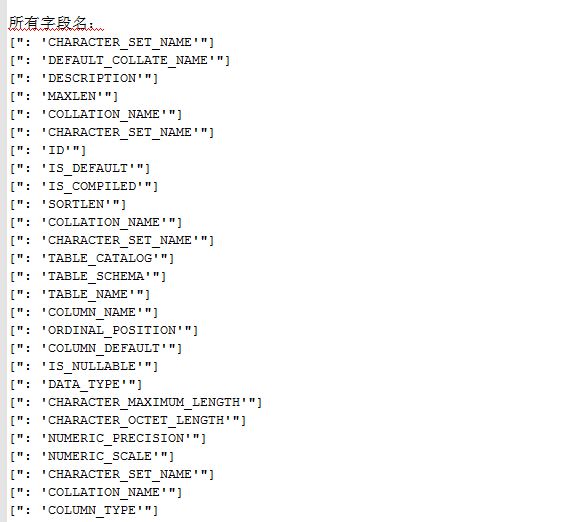 所有字段名:
[": 'CHARACTER_SET_NAME'"]
[": 'DEFAULT_COLLATE_NAME'"]
[": 'DESCRIPTION'"]
[": 'MAXLEN'"]
[": 'COLLATION_NAME'"]
[": 'CHARACTER_SET_NAME'"]
[": 'ID'"]
[": 'IS_DEFAULT'"]
[": 'IS_COMPILED'"]
[": 'SORTLEN'"]
[": 'COLLATION_NAME'"]
[": 'CHARACTER_SET_NAME'"]
[": 'TABLE_CATALOG'"]
[": 'TABLE_SCHEMA'"]
[": 'TABLE_NAME'"]
[": 'COLUMN_NAME'"]
[": 'ORDINAL_POSITION'"]
[": 'COLUMN_DEFAULT'"]
[": 'IS_NULLABLE'"]
[": 'DATA_TYPE'"]
[": 'CHARACTER_MAXIMUM_LENGTH'"]
[": 'CHARACTER_OCTET_LENGTH'"]
[": 'NUMERIC_PRECISION'"]
[": 'NUMERIC_SCALE'"]
[": 'CHARACTER_SET_NAME'"]
[": 'COLLATION_NAME'"]
[": 'COLUMN_TYPE'"]